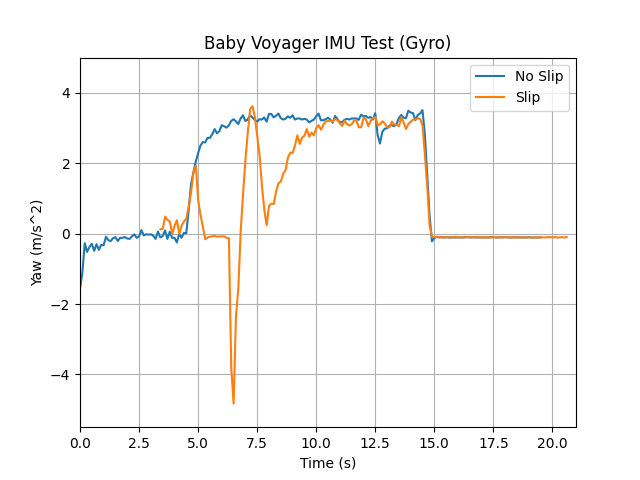 Baby Voyager IMU Test (Gyro)
No Slip
Slip
Yaw (m/s^2)
4
2
0
−2
−4
0.0 2.5 5.0 7.5 10.0 12.5 15.0 17.5 20.0
Time (s)